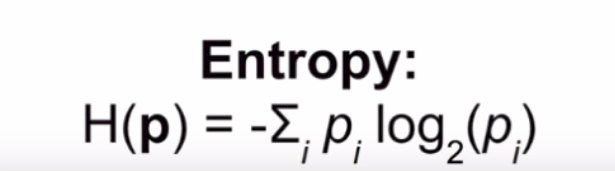 Entropy:
H(p) = -Σᵢ pᵢ log₂(pᵢ)